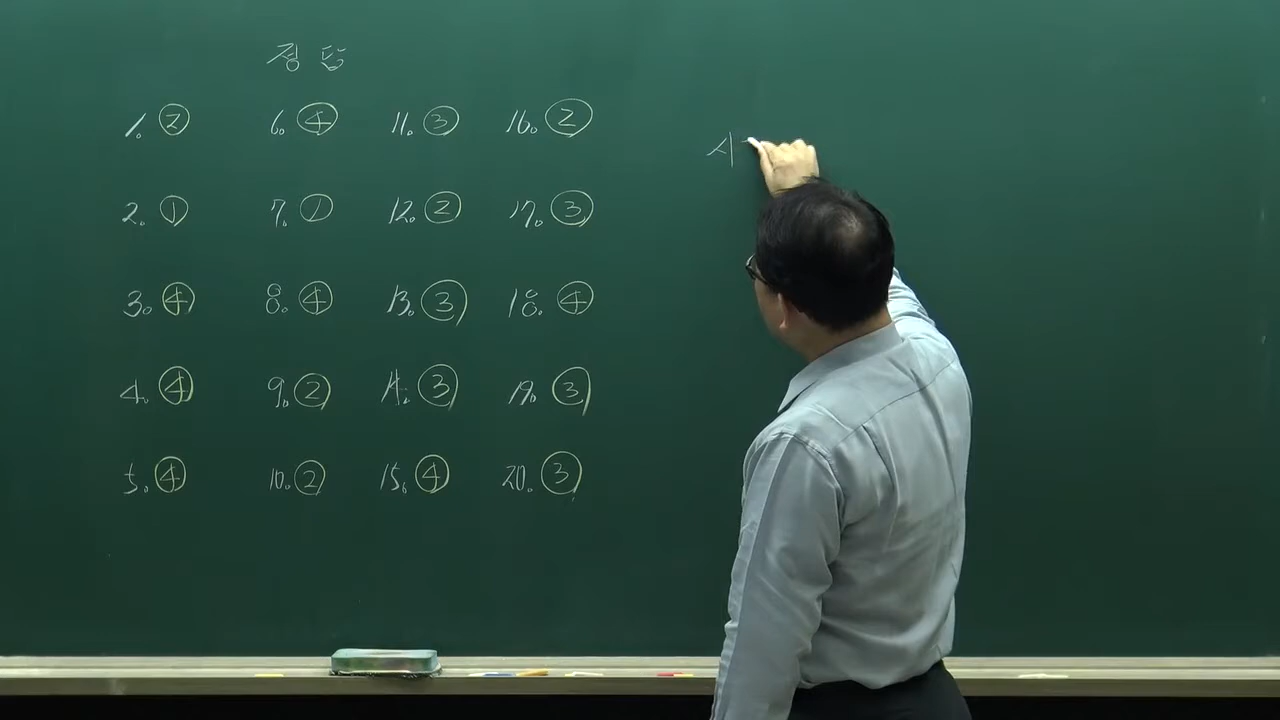 정답
1. ② 6. ④ 11. ③ 16. ②
2. ① 7. ① 12. ② 17. ③
3. ④ 8. ④ 13. ③ 18. ④
4. ④ 9. ② 14. ③ 19. ③
5. ④ 10. ② 15. ④ 20. ③